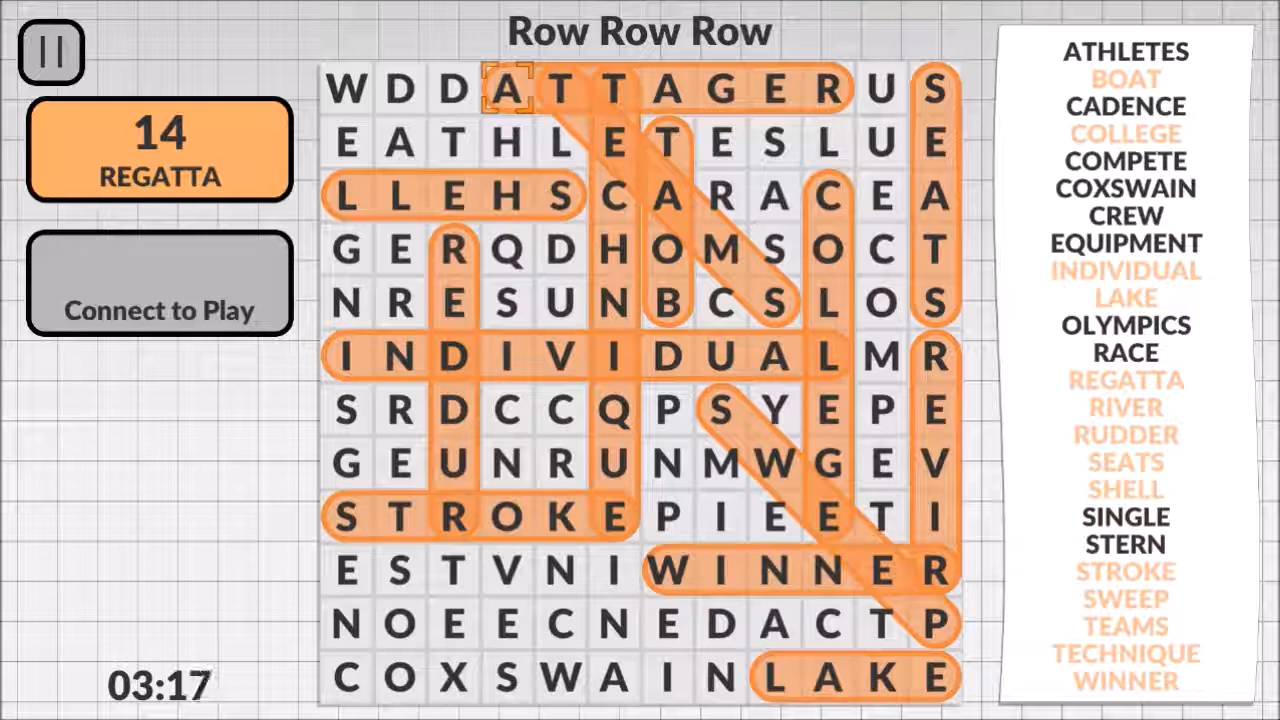 Row Row Row
14
REGATTA
Connect to Play
03:17
W D D A T T A G E R U S
E A T H L E T E S L U E
L L E H S C A R A C E A
G E R Q D H O M S O C T
N R E S U N B C S L O S
I N D I V I D U A L M R
S R D C C Q P S Y E P E
G E U N R U N M W G E V
S T R O K E P I E E T I
E S T V N I W I N N E R
N O E E C N E D A C T P
C O X S W A I N L A K E
ATHLETES
BOAT
CADENCE
COLLEGE
COMPETE
COXSWAIN
CREW
EQUIPMENT
INDIVIDUAL
LAKE
OLYMPICS
RACE
REGATTA
RIVER
RUDDER
SEATS
SHELL
SINGLE
STERN
STROKE
SWEEP
TEAMS
TECHNIQUE
WINNER